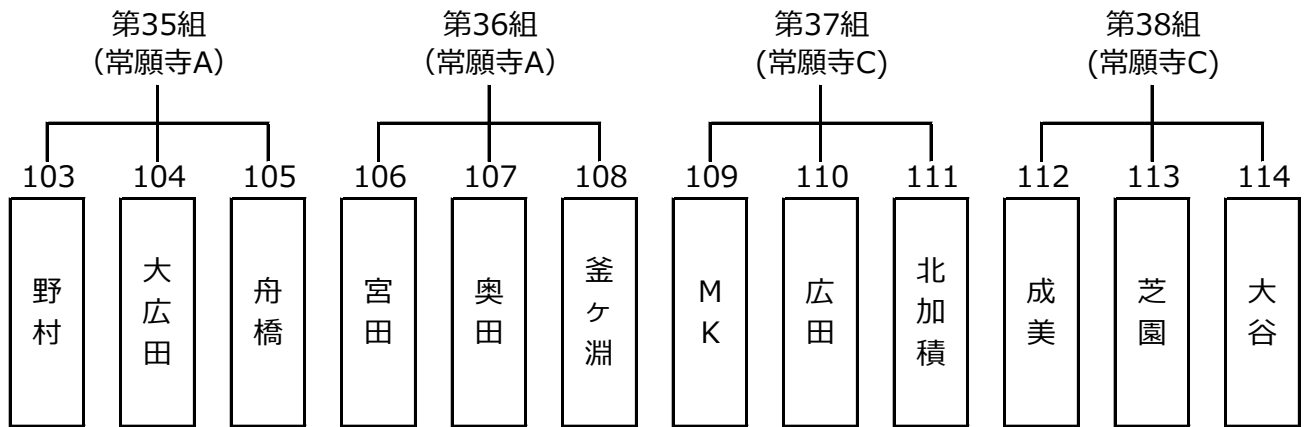 第35組 第36組 第37組 第38組
（常願寺A） （常願寺A） (常願寺C) (常願寺C)
103 104 105 106 107 108 109 110 111 112 113 114
野村
大広田
舟橋
宮田
奥田
釜ヶ淵
MK
広田
北加積
成美
芝園
大谷